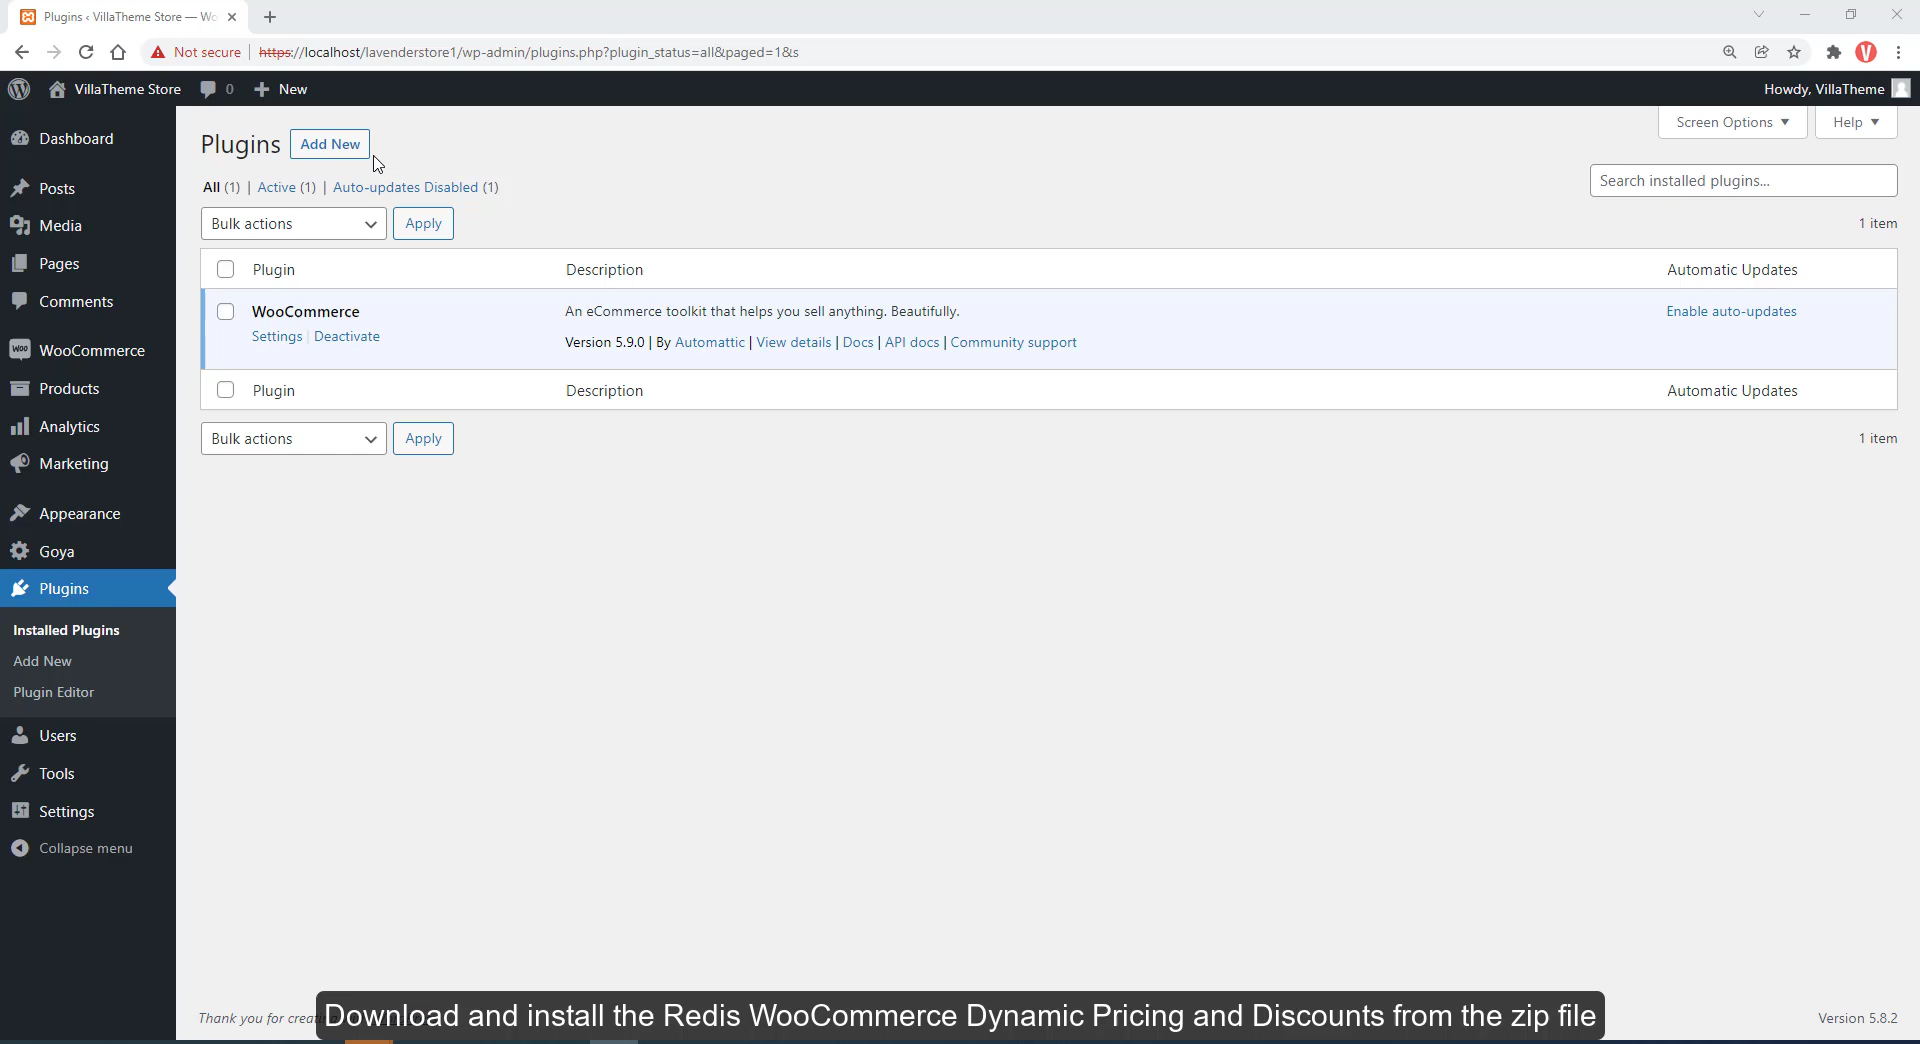 Plugins ‹ VillaTheme Store — Wo
Not secure | https://localhost/lavenderstore1/wp-admin/plugins.php?plugin_status=all&paged=1&s
VillaTheme Store 0 New
Howdy, VillaTheme
Dashboard
Posts
Media
Pages
Comments
Woo WooCommerce
Products
Analytics
Marketing
Appearance
Goya
Plugins
Installed Plugins
Add New
Plugin Editor
Users
Tools
Settings
Collapse menu
Screen Options ▼ Help ▼
Plugins Add New
All (1) | Active (1) | Auto-updates Disabled (1)
Search installed plugins...
Bulk actions Apply
1 item
Plugin Description Automatic Updates
WooCommerce An eCommerce toolkit that helps you sell anything. Beautifully. Enable auto-updates
Settings | Deactivate
Version 5.9.0 | By Automattic | View details | Docs | API docs | Community support
Plugin Description Automatic Updates
Bulk actions Apply
1 item
Thank you for creati
Version 5.8.2
Download and install the Redis WooCommerce Dynamic Pricing and Discounts from the zip file